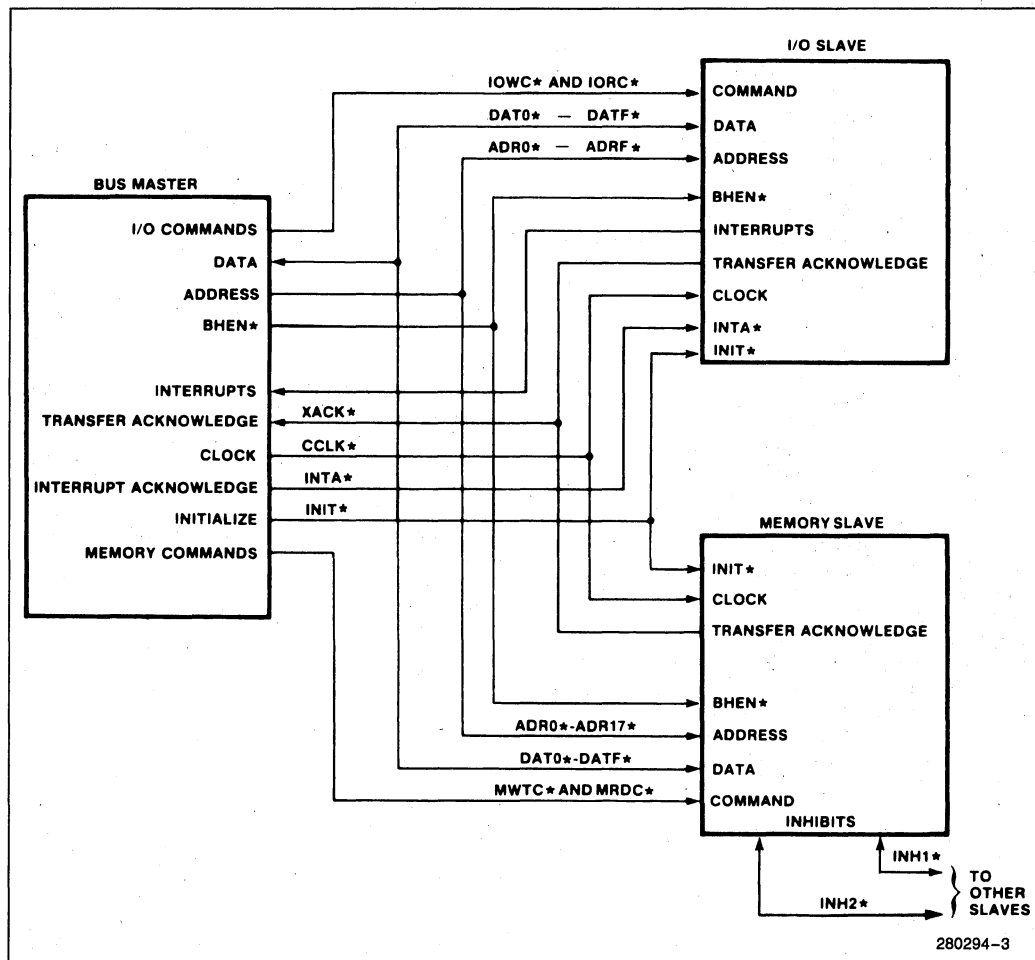 I/O SLAVE
IOWC* AND IORC*
COMMAND
DAT0* — DATF*
DATA
ADR0* — ADRF*
ADDRESS
BHEN*
INTERRUPTS
TRANSFER ACKNOWLEDGE
CLOCK
INTA*
INIT*
BUS MASTER
I/O COMMANDS
DATA
ADDRESS
BHEN*
INTERRUPTS
TRANSFER ACKNOWLEDGE
XACK*
CLOCK
CCLK*
INTERRUPT ACKNOWLEDGE
INTA*
INITIALIZE
INIT*
MEMORY COMMANDS
MEMORY SLAVE
INIT*
CLOCK
TRANSFER ACKNOWLEDGE
BHEN*
ADR0*-ADR17*
ADDRESS
DAT0*-DATF*
DATA
MWTC* AND MRDC*
COMMAND
INHIBITS
INH1*
INH2*
TO
OTHER
SLAVES
280294-3